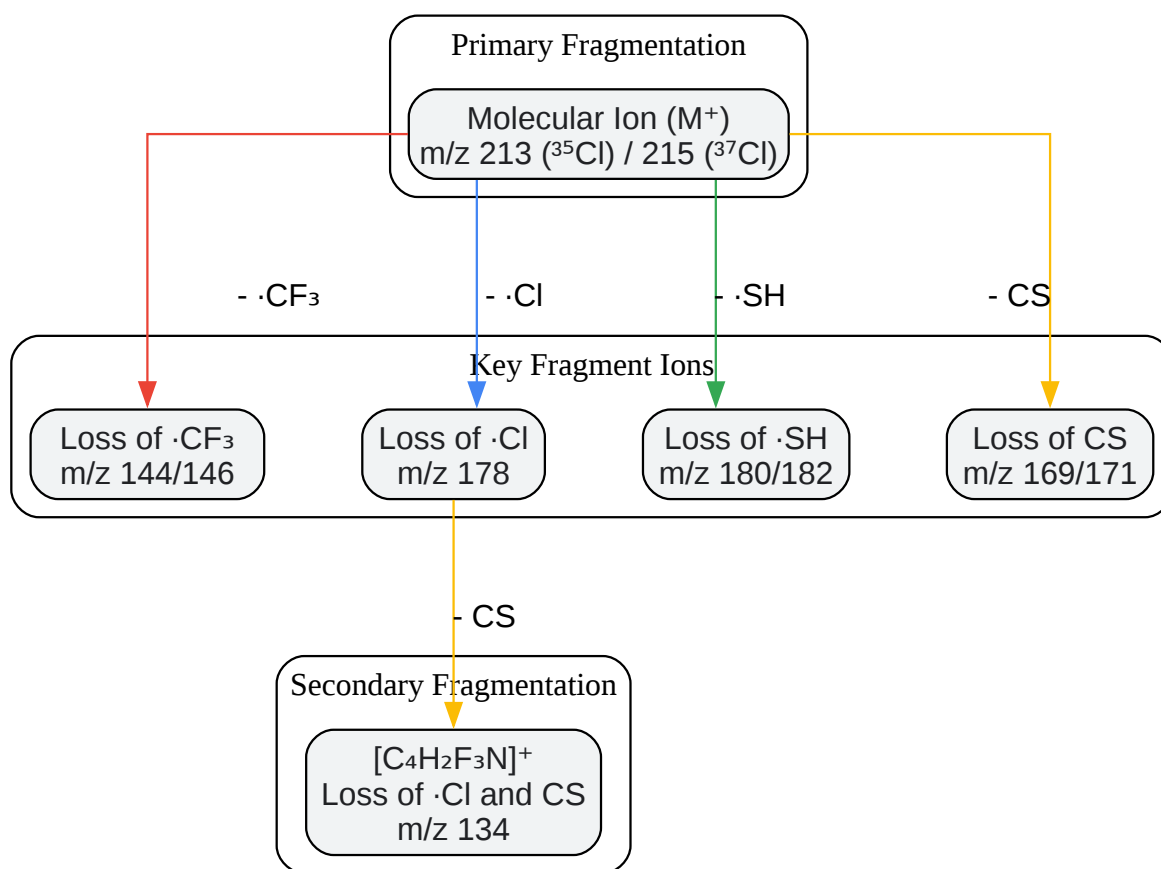 Primary Fragmentation
Molecular Ion (M⁺)
m/z 213 (³⁵Cl) / 215 (³⁷Cl)
- ·CF₃
- ·Cl
- ·SH
- CS
Key Fragment Ions
Loss of ·CF₃
m/z 144/146
Loss of ·Cl
m/z 178
Loss of ·SH
m/z 180/182
Loss of CS
m/z 169/171
- CS
Secondary Fragmentation
[C₄H₂F₃N]⁺
Loss of ·Cl and CS
m/z 134